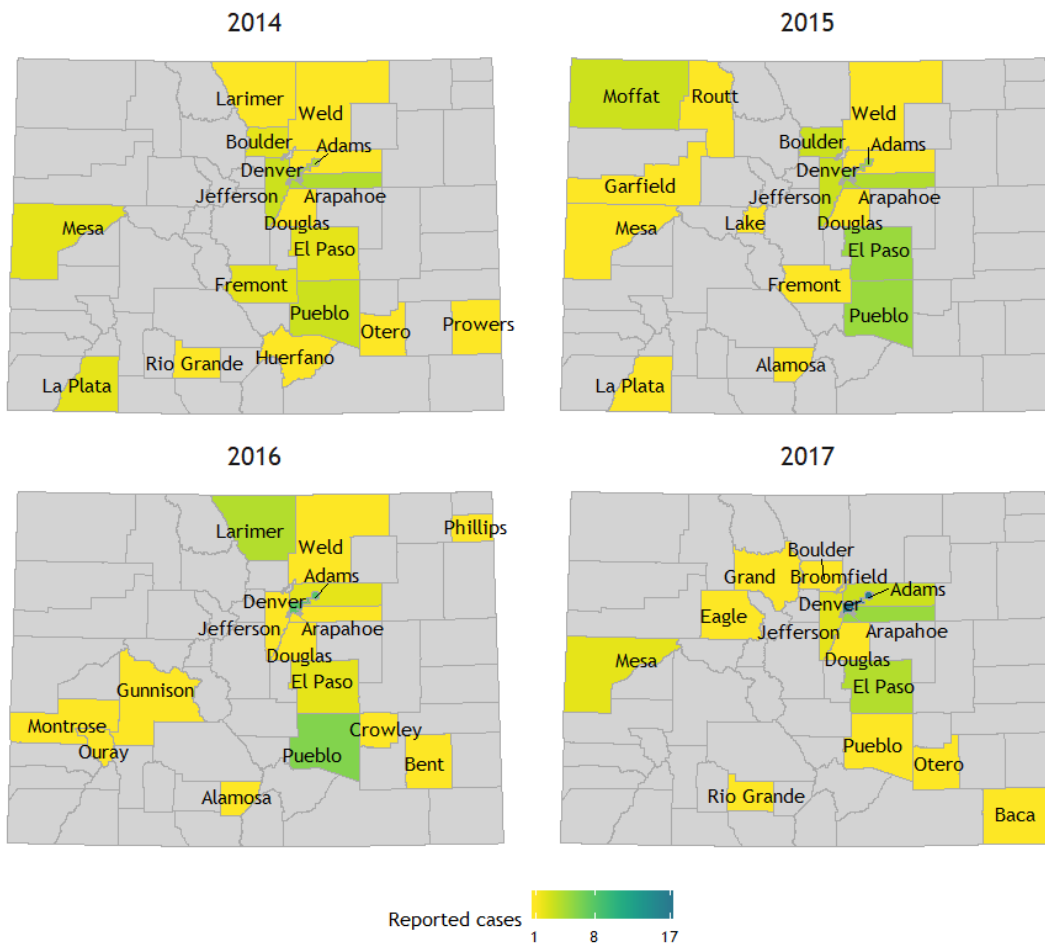 2014
2015
Larimer
Weld
Boulder
Adams
Denver
Jefferson
Arapahoe
Douglas
Mesa
El Paso
Fremont
Pueblo
Otero
Prowers
Huerfano
Rio Grande
La Plata
Moffat
Routt
Weld
Boulder
Adams
Denver
Garfield
Jefferson
Arapahoe
Lake
Douglas
Mesa
El Paso
Fremont
Pueblo
Alamosa
La Plata
2016
2017
Larimer
Phillips
Weld
Adams
Denver
Jefferson
Arapahoe
Douglas
El Paso
Gunnison
Montrose
Crowley
Ouray
Pueblo
Bent
Alamosa
Boulder
Grand
Broomfield
Adams
Denver
Eagle
Jefferson
Arapahoe
Mesa
Douglas
El Paso
Pueblo
Otero
Rio Grande
Baca
Reported cases
1 8 17